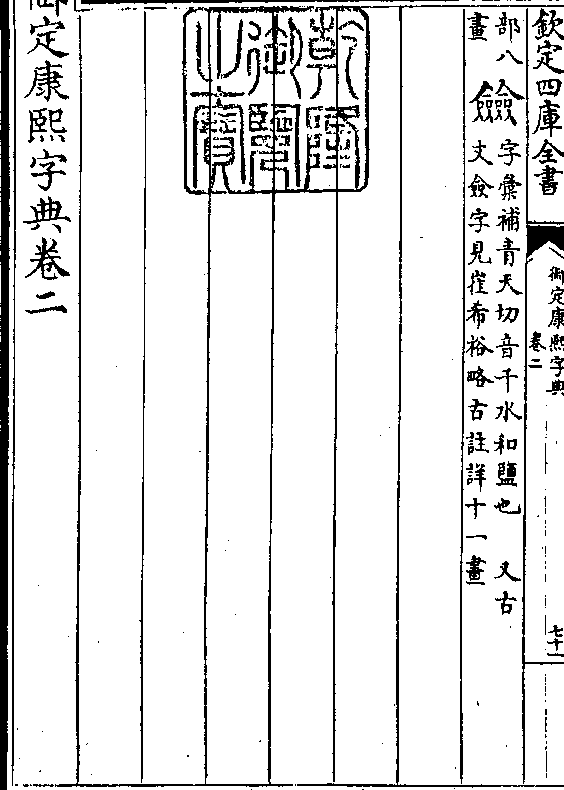 欽定四庫全書
御定康熙字典
卷二
七十一
部八
畫
字彙補青天切音千水和鹽也　又古
文僉字見崔希裕略古註詳十一畫
乾隆
御覽
之寶
御定康熙字典卷二